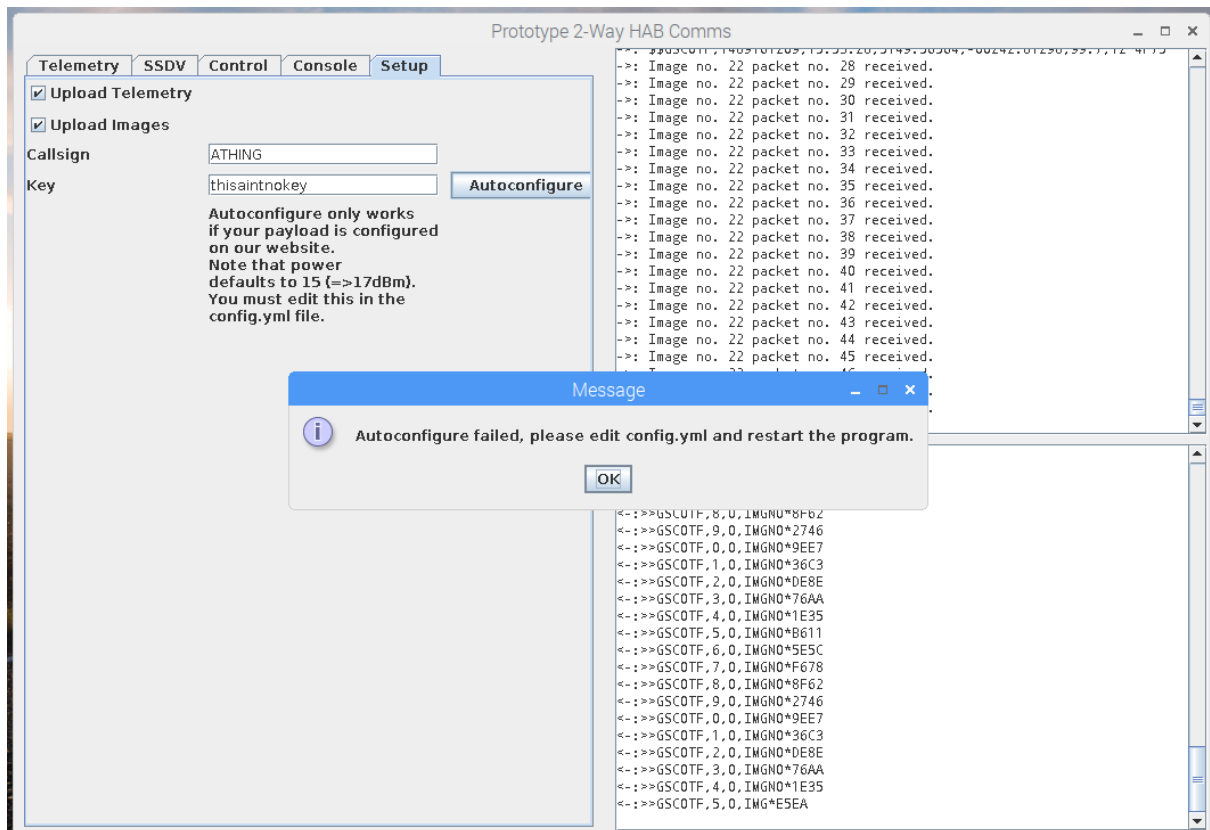 Prototype 2-Way HAB Comms
Telemetry SSDV Control Console Setup
Upload Telemetry
Upload Images
Callsign ATHING
Key thisaintnokey Autoconfigure
Autoconfigure only works
if your payload is configured
on our website.
Note that power
defaults to 15 (=>17dBm).
You must edit this in the
config.yml file.
->: Image no. 22 packet no. 28 received.
->: Image no. 22 packet no. 29 received.
->: Image no. 22 packet no. 30 received.
->: Image no. 22 packet no. 31 received.
->: Image no. 22 packet no. 32 received.
->: Image no. 22 packet no. 33 received.
->: Image no. 22 packet no. 34 received.
->: Image no. 22 packet no. 35 received.
->: Image no. 22 packet no. 36 received.
->: Image no. 22 packet no. 37 received.
->: Image no. 22 packet no. 38 received.
->: Image no. 22 packet no. 39 received.
->: Image no. 22 packet no. 40 received.
->: Image no. 22 packet no. 41 received.
->: Image no. 22 packet no. 42 received.
->: Image no. 22 packet no. 43 received.
->: Image no. 22 packet no. 44 received.
->: Image no. 22 packet no. 45 received.
Message
Autoconfigure failed, please edit config.yml and restart the program.
OK
<-:>>GSCOTF,8,0,IMGNO*8F62
<-:>>GSCOTF,9,0,IMGNO*2746
<-:>>GSCOTF,0,0,IMGNO*9EE7
<-:>>GSCOTF,1,0,IMGNO*36C3
<-:>>GSCOTF,2,0,IMGNO*DE8E
<-:>>GSCOTF,3,0,IMGNO*76AA
<-:>>GSCOTF,4,0,IMGNO*1E35
<-:>>GSCOTF,5,0,IMGNO*B611
<-:>>GSCOTF,6,0,IMGNO*5E5C
<-:>>GSCOTF,7,0,IMGNO*F678
<-:>>GSCOTF,8,0,IMGNO*8F62
<-:>>GSCOTF,9,0,IMGNO*2746
<-:>>GSCOTF,0,0,IMGNO*9EE7
<-:>>GSCOTF,1,0,IMGNO*36C3
<-:>>GSCOTF,2,0,IMGNO*DE8E
<-:>>GSCOTF,3,0,IMGNO*76AA
<-:>>GSCOTF,4,0,IMGNO*1E35
<-:>>GSCOTF,5,0,IMG*E5EA